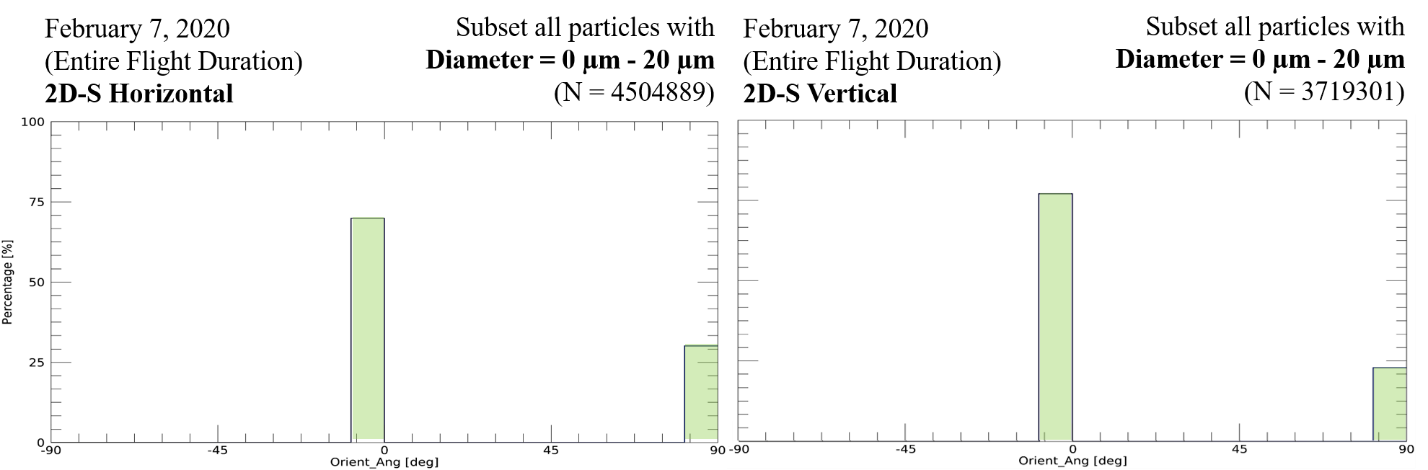 February 7, 2020
(Entire Flight Duration)
2D-S Horizontal
Subset all particles with
Diameter = 0 µm - 20 µm
(N = 4504889)
100
75
50
25
0
Percentage [%]
-90
-45
0
45
90
Orient_Ang [deg]
February 7, 2020
(Entire Flight Duration)
2D-S Vertical
Subset all particles with
Diameter = 0 µm - 20 µm
(N = 3719301)
-90
-45
0
45
90
Orient_Ang [deg]